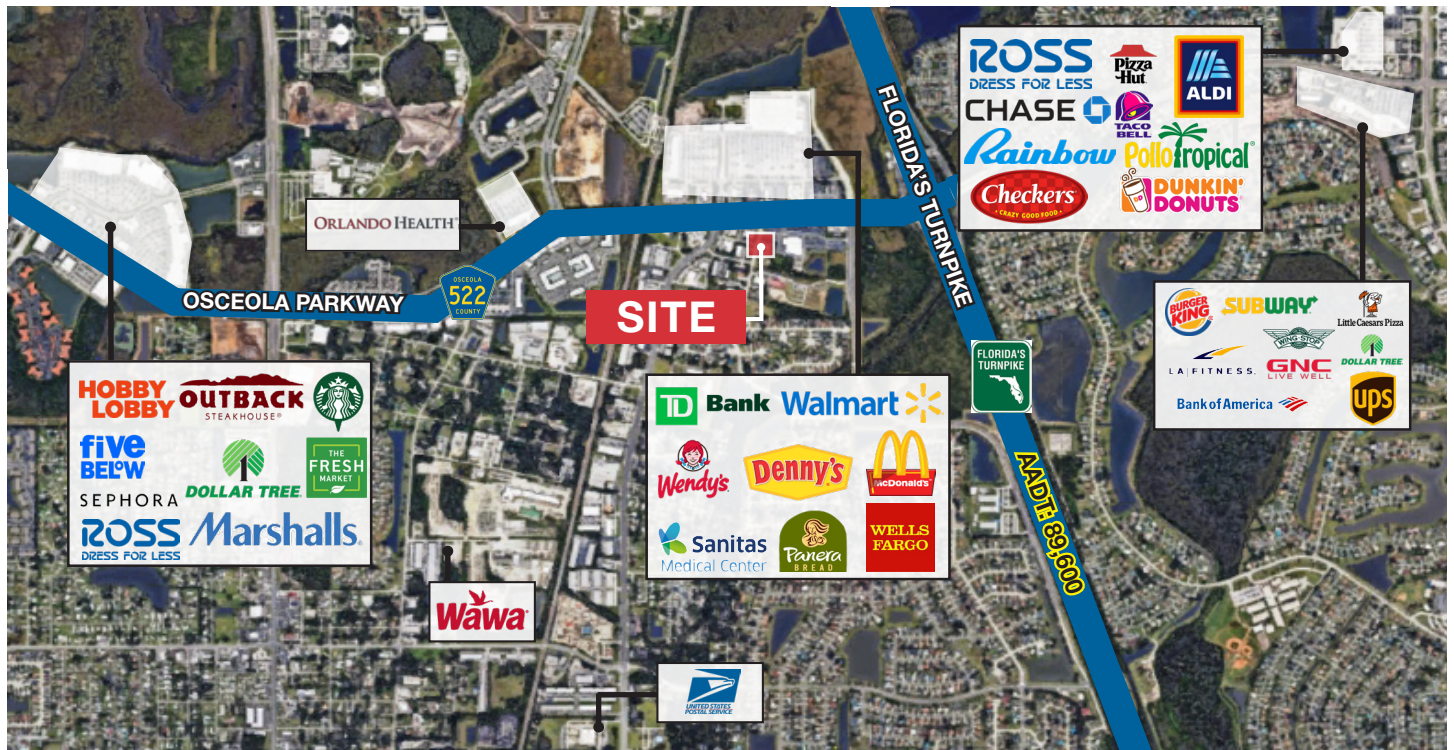 FLORIDA'S TURNPIKE
ROSS
DRESS FOR LESS
Pizza
Hut
ALDI
CHASE
TACO
BELL
Rainbow
Pollo Tropical®
Checkers
CRAZY GOOD FOOD
DUNKIN'
DONUTS
ORLANDO HEALTH
OSCEOLA PARKWAY
OSCEOLA
522
COUNTY
SITE
BURGER
KING
SUBWAY
Little Caesars Pizza
WING STOP
LA FITNESS.
GNC
LIVE WELL
DOLLAR TREE
Bank of America
ups
FLORIDA'S
TURNPIKE
HOBBY
LOBBY
OUTBACK
STEAKHOUSE®
five
BELOW
DOLLAR TREE
THE
FRESH
MARKET
SEPHORA
ROSS
DRESS FOR LESS
Marshalls
TD Bank
Walmart
Wendy's
Denny's
McDonald's
Sanitas
Medical Center
Panera
BREAD
WELLS
FARGO
AADT: 89,600
Wawa
UNITED STATES
POSTAL SERVICE